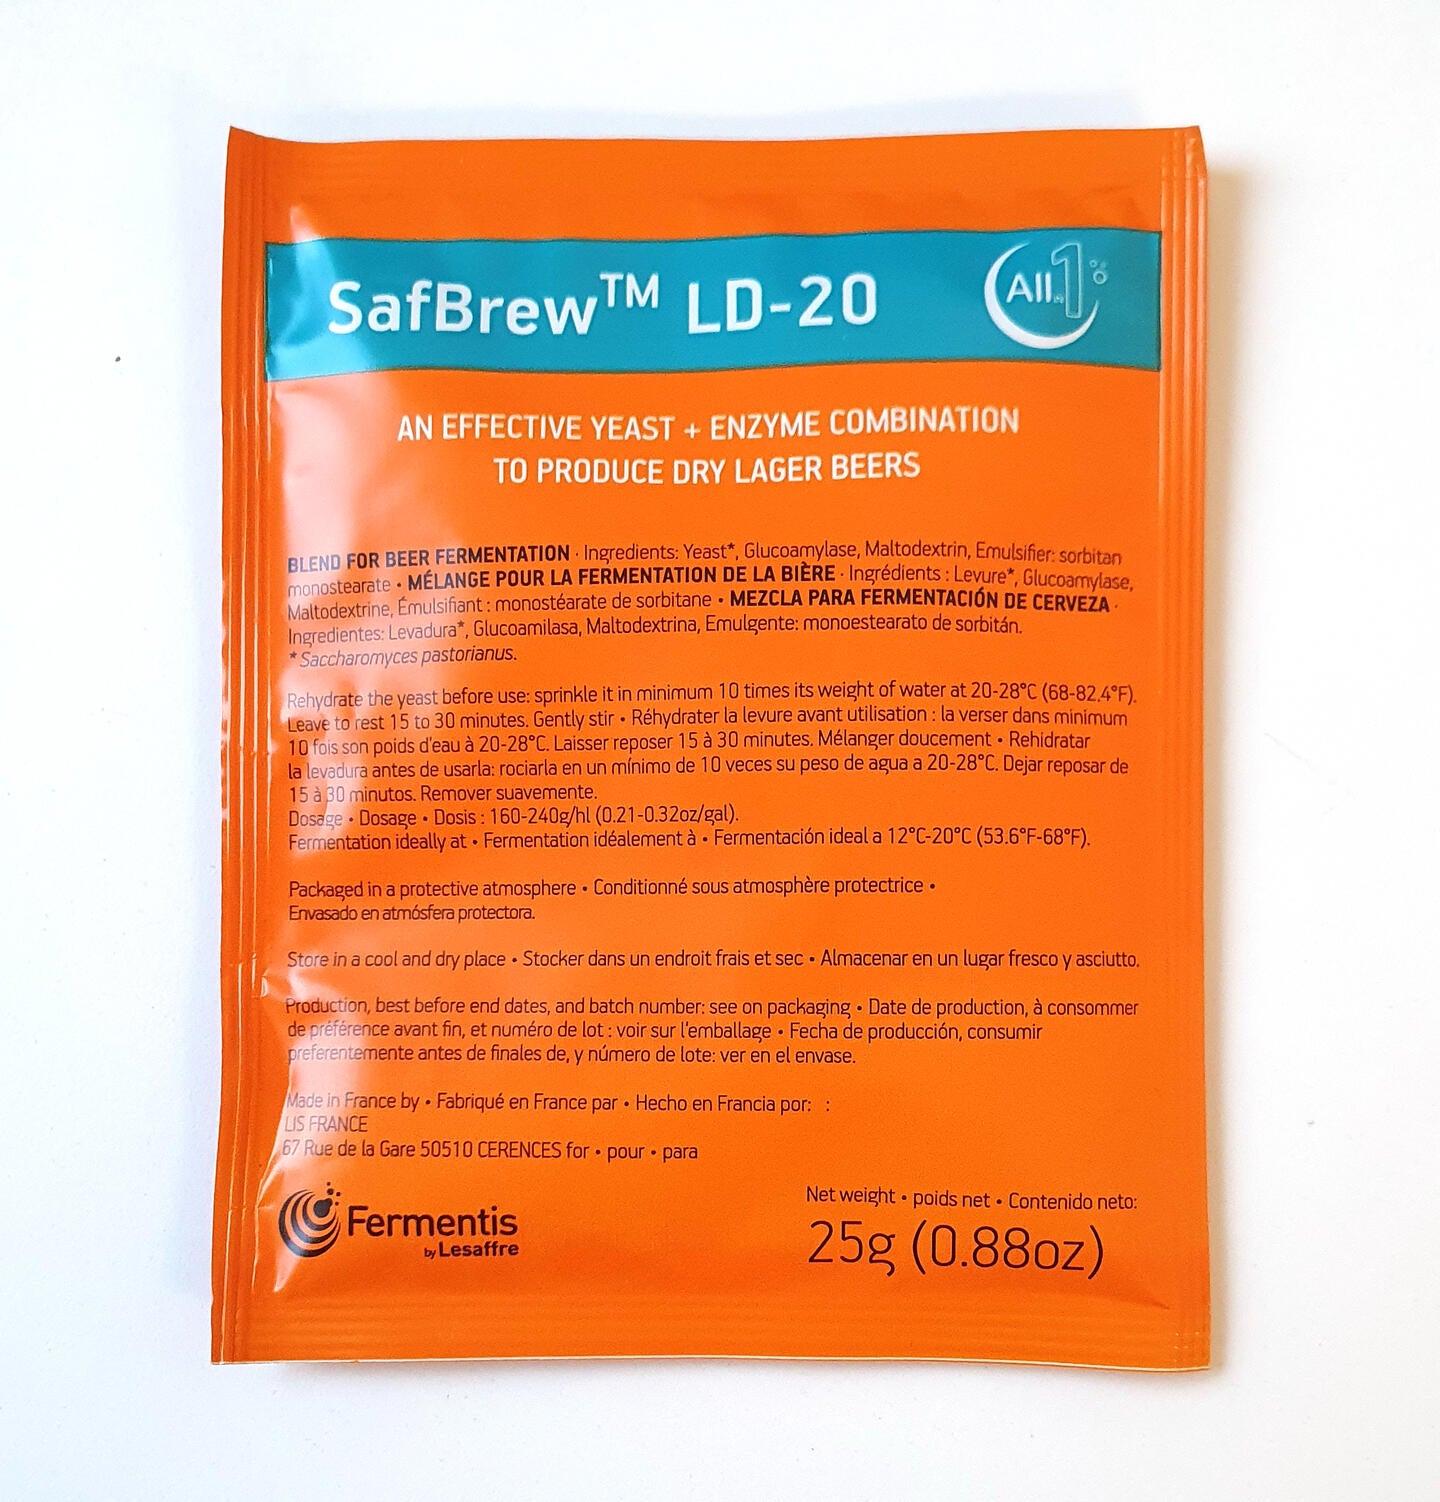 SafBrew™ LD-20
All in 1
AN EFFECTIVE YEAST + ENZYME COMBINATION
TO PRODUCE DRY LAGER BEERS
BLEND FOR BEER FERMENTATION · Ingredients: Yeast*, Glucoamylase, Maltodextrin, Emulsifier: sorbitan
monostearate • MÉLANGE POUR LA FERMENTATION DE LA BIÈRE · Ingrédients : Levure*, Glucoamylase,
Maltodextrine, Émulsifiant : monostéarate de sorbitane • MEZCLA PARA FERMENTACIÓN DE CERVEZA ·
Ingredientes: Levadura*, Glucoamilasa, Maltodextrina, Emulgente: monoestearato de sorbitán.
* Saccharomyces pastorianus.
Rehydrate the yeast before use: sprinkle it in minimum 10 times its weight of water at 20-28°C (68-82.4°F).
Leave to rest 15 to 30 minutes. Gently stir • Réhydrater la levure avant utilisation : la verser dans minimum
10 fois son poids d'eau à 20-28°C. Laisser reposer 15 à 30 minutes. Mélanger doucement • Rehidratar
la levadura antes de usarla: rociarla en un mínimo de 10 veces su peso de agua a 20-28°C. Dejar reposar de
15 à 30 minutos. Remover suavemente.
Dosage • Dosage • Dosis : 160-240g/hl (0.21-0.32oz/gal).
Fermentation ideally at • Fermentation idéalement à • Fermentación ideal a 12°C-20°C (53.6°F-68°F).
Packaged in a protective atmosphere • Conditionné sous atmosphère protectrice •
Envasado en atmósfera protectora.
Store in a cool and dry place • Stocker dans un endroit frais et sec • Almacenar en un lugar fresco y asciutto.
Production, best before end dates, and batch number: see on packaging • Date de production, à consommer
de préférence avant fin, et numéro de lot : voir sur l'emballage • Fecha de producción, consumir
preferentemente antes de finales de, y número de lote: ver en el envase.
Made in France by • Fabriqué en France par • Hecho en Francia por: :
LIS FRANCE
67 Rue de la Gare 50510 CERENCES for • pour • para
Fermentis
by Lesaffre
Net weight • poids net • Contenido neto:
25g (0.88oz)